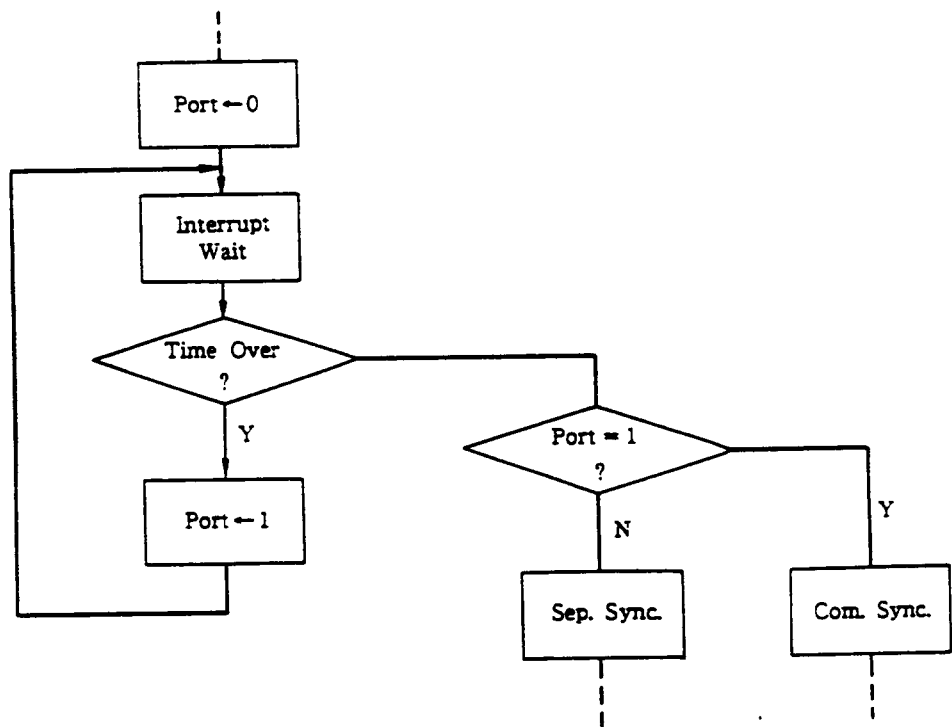 Port ← 0
Interrupt
Wait
Time Over
?
Y
Port ← 1
Port = 1
?
N
Y
Sep. Sync.
Com. Sync.